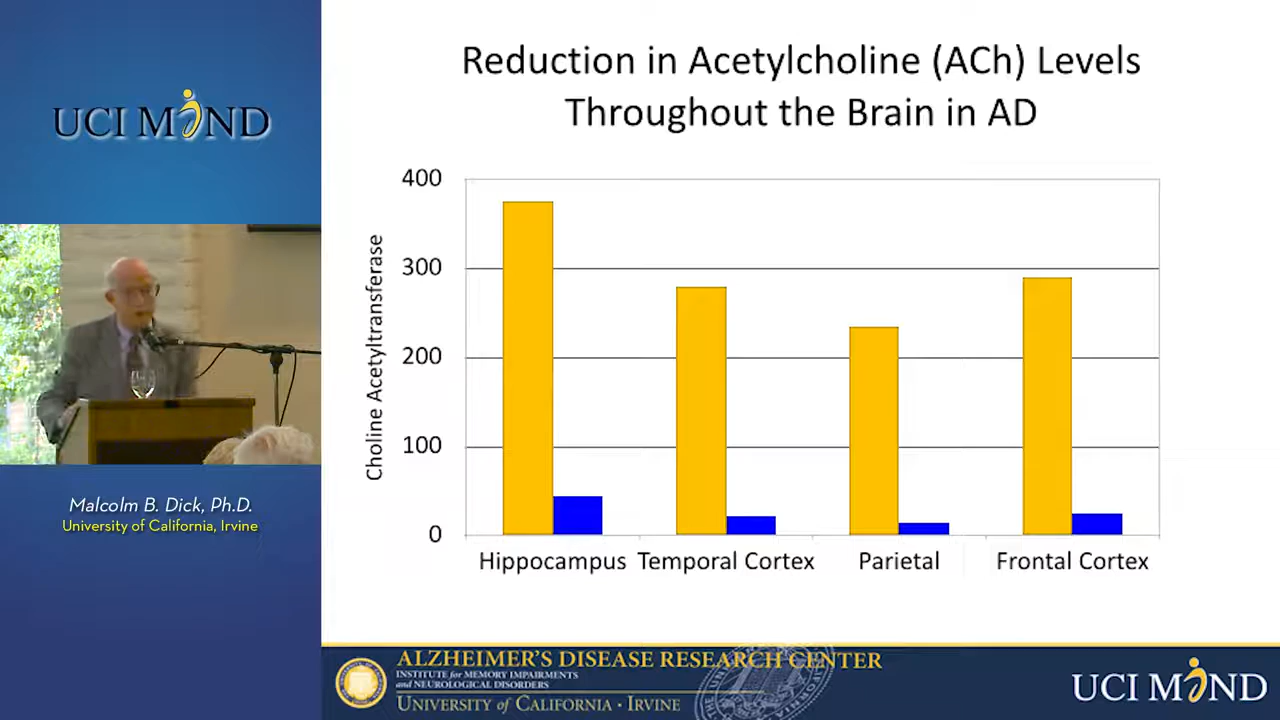 UCI MIND
Malcolm B. Dick, Ph.D.
University of California, Irvine
Reduction in Acetylcholine (ACh) Levels
Throughout the Brain in AD
Choline Acetyltransferase
400
300
200
100
0
Hippocampus Temporal Cortex Parietal Frontal Cortex
ALZHEIMER'S DISEASE RESEARCH CENTER
INSTITUTE for MEMORY IMPAIRMENTS
and NEUROLOGICAL DISORDERS
UNIVERSITY of CALIFORNIA · IRVINE
UCI MIND